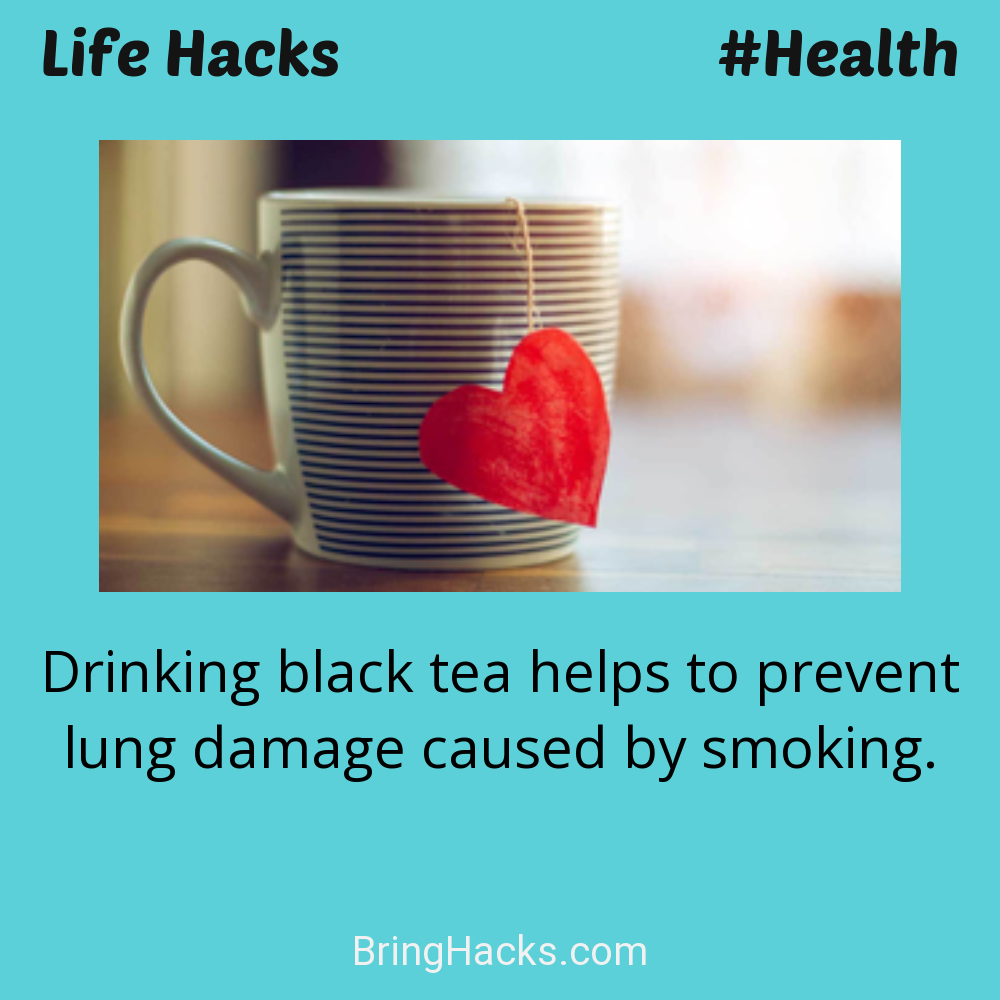 Life Hacks #Health
Drinking black tea helps to prevent
lung damage caused by smoking.
BringHacks.com